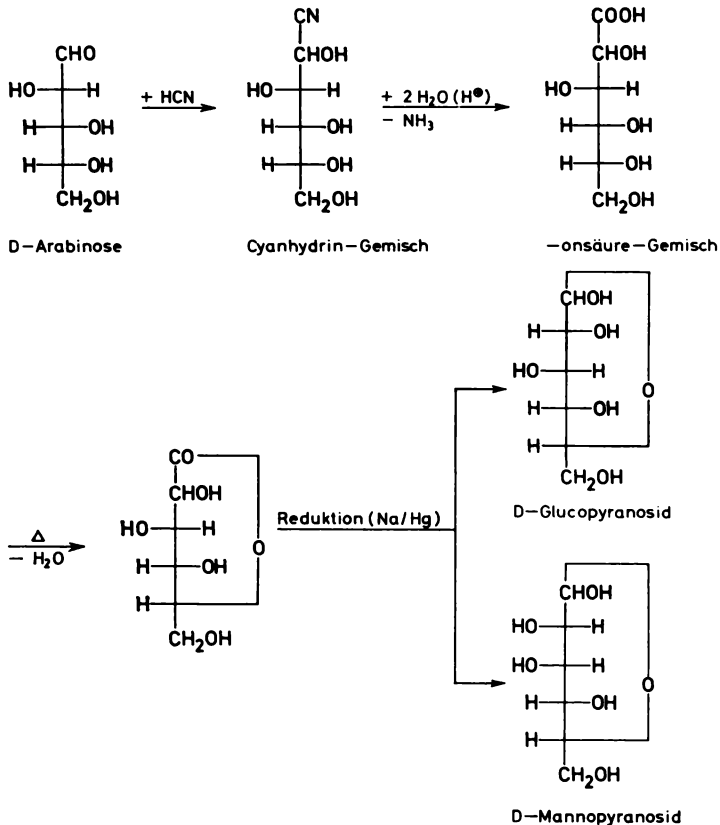 CHO
HO H
H OH
H OH
CH₂OH
D-Arabinose
+ HCN
CN
CHOH
HO H
H OH
H OH
CH₂OH
Cyanhydrin-Gemisch
+ 2 H₂O (H⊕)
- NH₃
COOH
CHOH
HO H
H OH
H OH
CH₂OH
-onsäure-Gemisch
Δ
- H₂O
CO
CHOH
HO H
O
H OH
H
CH₂OH
Reduktion (Na/Hg)
CHOH
H OH
HO H
O
H OH
H
CH₂OH
D-Glucopyranosid
CHOH
HO H
HO H
O
H OH
H
CH₂OH
D-Mannopyranosid